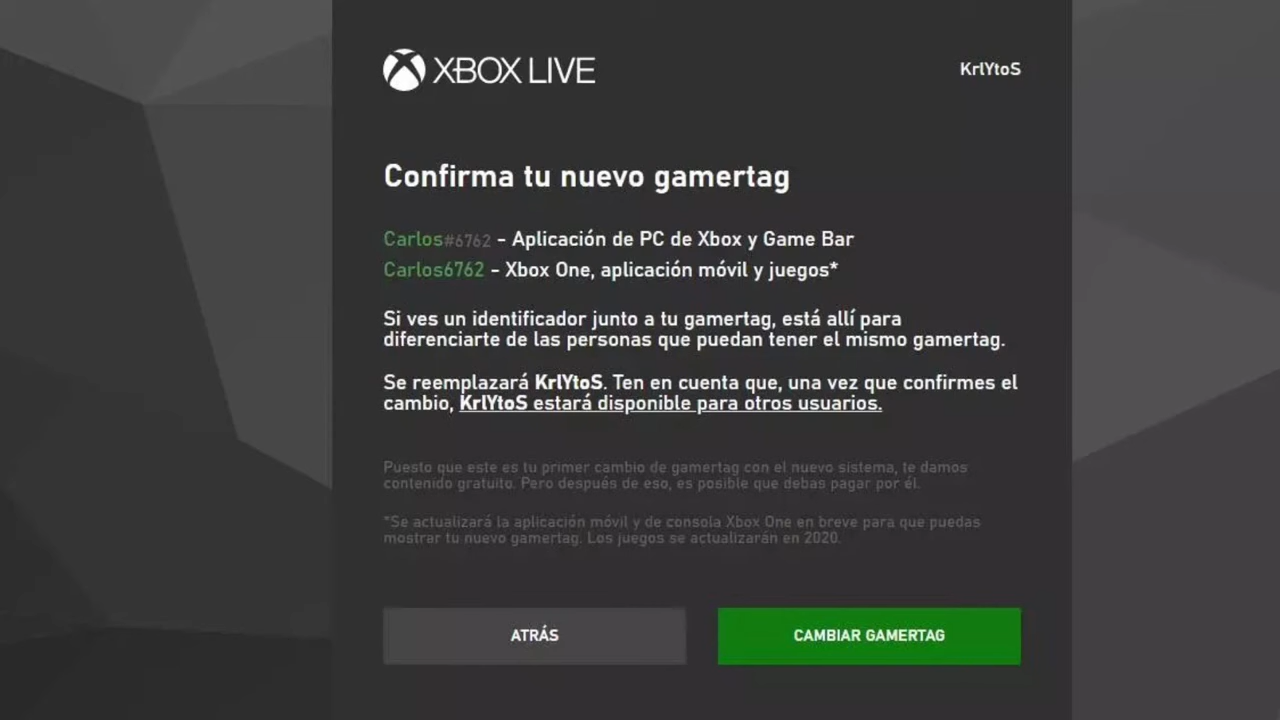 XBOX LIVE
KrlYtoS
Confirma tu nuevo gamertag
Carlos#6762 - Aplicación de PC de Xbox y Game Bar
Carlos6762 - Xbox One, aplicación móvil y juegos*
Si ves un identificador junto a tu gamertag, está allí para
diferenciarte de las personas que puedan tener el mismo gamertag.
Se reemplazará KrlYtoS. Ten en cuenta que, una vez que confirmes el
cambio, KrlYtoS estará disponible para otros usuarios.
Puesto que este es tu primer cambio de gamertag con el nuevo sistema, te damos
contenido gratuito. Pero después de eso, es posible que debas pagar por él.
*Se actualizará la aplicación móvil y de consola Xbox One en breve para que puedas
mostrar tu nuevo gamertag. Los juegos se actualizarán en 2020.
ATRÁS
CAMBIAR GAMERTAG